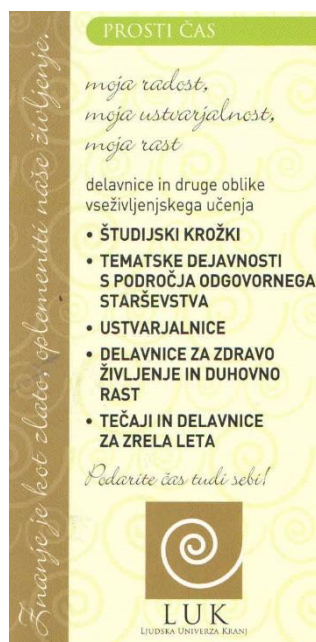 Znanje je kot zlato, oplemeniti naše življenje.
PROSTI ČAS
moja radost,
moja ustvarjalnost,
moja rast
delavnice in druge oblike
vseživljenjskega učenja
• ŠTUDIJSKI KROŽKI
• TEMATSKE DEJAVNOSTI
S PODROČJA ODGOVORNEGA
STARŠEVSTVA
• USTVARJALNICE
• DELAVNICE ZA ZDRAVO
ŽIVLJENJE IN DUHOVNO
RAST
• TEČAJI IN DELAVNICE
ZA ZRELA LETA
Podarite čas tudi sebi!
LUK
LJUDSKA UNIVERZA KRANJ